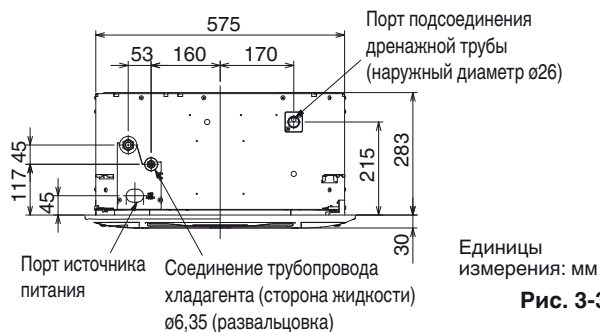 575
Порт подсоединения
дренажной трубы
(наружный диаметр ø26)
53 160 170
45
117
45
215
283
30
Порт источника
питания
Соединение трубопровода
хладагента (сторона жидкости)
ø6,35 (развальцовка)
Единицы
измерения: мм
Рис. 3-3